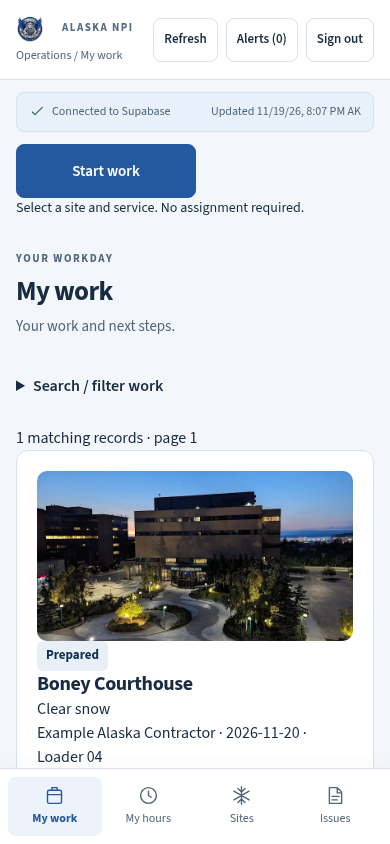 ALASKA NPI
Operations / My work
Refresh
Alerts (0)
Sign out
Connected to Supabase
Updated 11/19/26, 8:07 PM AK
Start work
Select a site and service. No assignment required.
YOUR WORKDAY
My work
Your work and next steps.
Search / filter work
1 matching records · page 1
Prepared
Boney Courthouse
Clear snow
Example Alaska Contractor · 2026-11-20 ·
Loader 04
My work
My hours
Sites
Issues